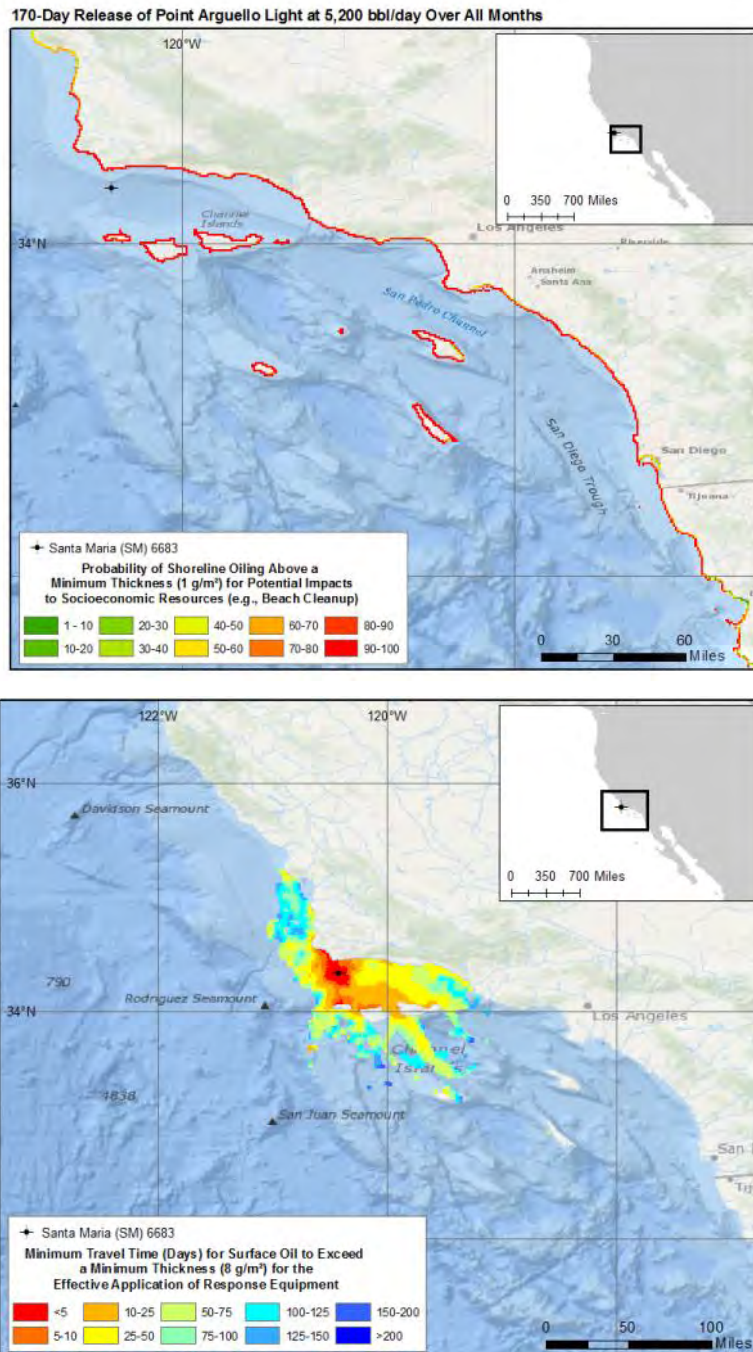 170-Day Release of Point Arguello Light at 5,200 bbl/day Over All Months
120°W
0 350 700 Miles
Channel
Islands
34°N
Los Angeles
Riverside
Anaheim
Santa Ana
San Pedro Channel
San Diego Trough
San Diego
Tijuana
Santa Maria (SM) 6683
Probability of Shoreline Oiling Above a
Minimum Thickness (1 g/m²) for Potential Impacts
to Socioeconomic Resources (e.g., Beach Cleanup)
1 - 10 20-30 40-50 60-70 80-90
10-20 30-40 50-60 70-80 90-100
0 30 60
Miles
122°W 120°W
36°N
Davidson Seamount
0 350 700 Miles
790
Rodriguez Seamount
34°N
Los Angeles
Channel
Islands
4838
San Juan Seamount
San
Santa Maria (SM) 6683
Minimum Travel Time (Days) for Surface Oil to Exceed
a Minimum Thickness (8 g/m²) for the
Effective Application of Response Equipment
<5 10-25 50-75 100-125 150-200
5-10 25-50 75-100 125-150 >200
0 50 100
Miles